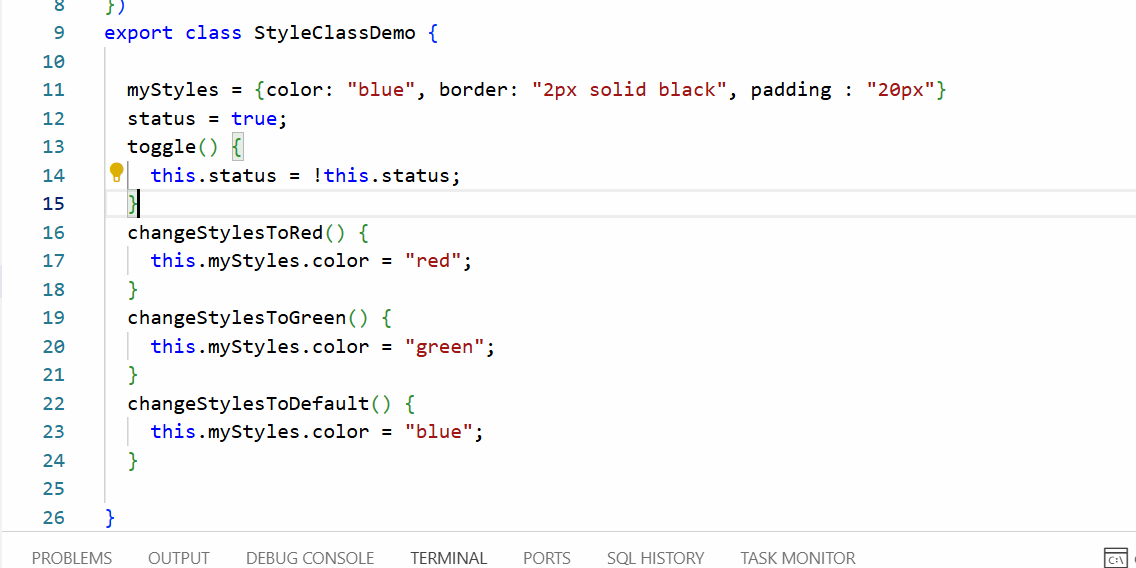 8 })
9 export class StyleClassDemo {
10
11 myStyles = {color: "blue", border: "2px solid black", padding : "20px"}
12 status = true;
13 toggle() {
14 this.status = !this.status;
15 }
16 changeStylesToRed() {
17 this.myStyles.color = "red";
18 }
19 changeStylesToGreen() {
20 this.myStyles.color = "green";
21 }
22 changeStylesToDefault() {
23 this.myStyles.color = "blue";
24 }
25
26 }
PROBLEMS OUTPUT DEBUG CONSOLE TERMINAL PORTS SQL HISTORY TASK MONITOR C:\